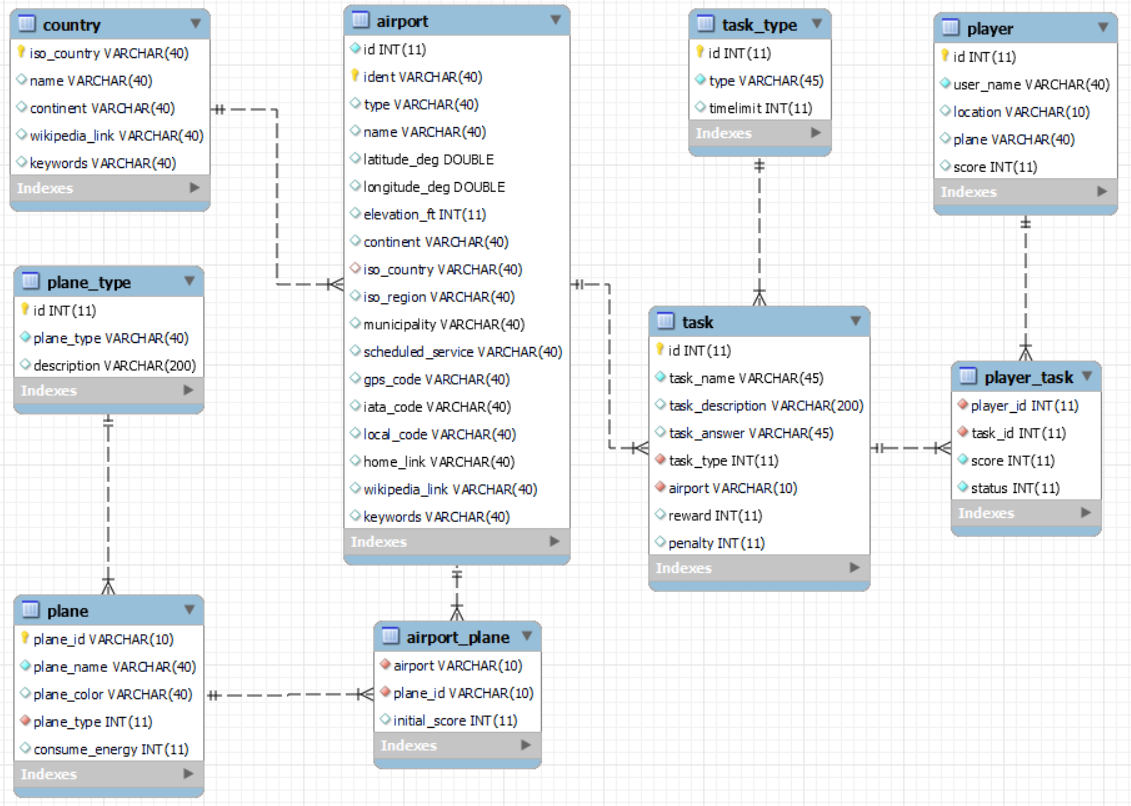 country
iso_country VARCHAR(40)
name VARCHAR(40)
continent VARCHAR(40)
wikipedia_link VARCHAR(40)
keywords VARCHAR(40)
Indexes
airport
id INT(11)
ident VARCHAR(40)
type VARCHAR(40)
name VARCHAR(40)
latitude_deg DOUBLE
longitude_deg DOUBLE
elevation_ft INT(11)
continent VARCHAR(40)
iso_country VARCHAR(40)
iso_region VARCHAR(40)
municipality VARCHAR(40)
scheduled_service VARCHAR(40)
gps_code VARCHAR(40)
iata_code VARCHAR(40)
local_code VARCHAR(40)
home_link VARCHAR(40)
wikipedia_link VARCHAR(40)
keywords VARCHAR(40)
Indexes
task_type
id INT(11)
type VARCHAR(45)
timelimit INT(11)
Indexes
player
id INT(11)
user_name VARCHAR(40)
location VARCHAR(10)
plane VARCHAR(40)
score INT(11)
Indexes
plane_type
id INT(11)
plane_type VARCHAR(40)
description VARCHAR(200)
Indexes
task
id INT(11)
task_name VARCHAR(45)
task_description VARCHAR(200)
task_answer VARCHAR(45)
task_type INT(11)
airport VARCHAR(10)
reward INT(11)
penalty INT(11)
Indexes
player_task
player_id INT(11)
task_id INT(11)
score INT(11)
status INT(11)
Indexes
plane
plane_id VARCHAR(10)
plane_name VARCHAR(40)
plane_color VARCHAR(40)
plane_type INT(11)
consume_energy INT(11)
Indexes
airport_plane
airport VARCHAR(10)
plane_id VARCHAR(10)
initial_score INT(11)
Indexes